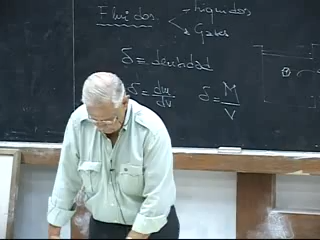 Líquidos
Fluidos
Gases
δ = densidad
δ = dm/dV δ = M/V